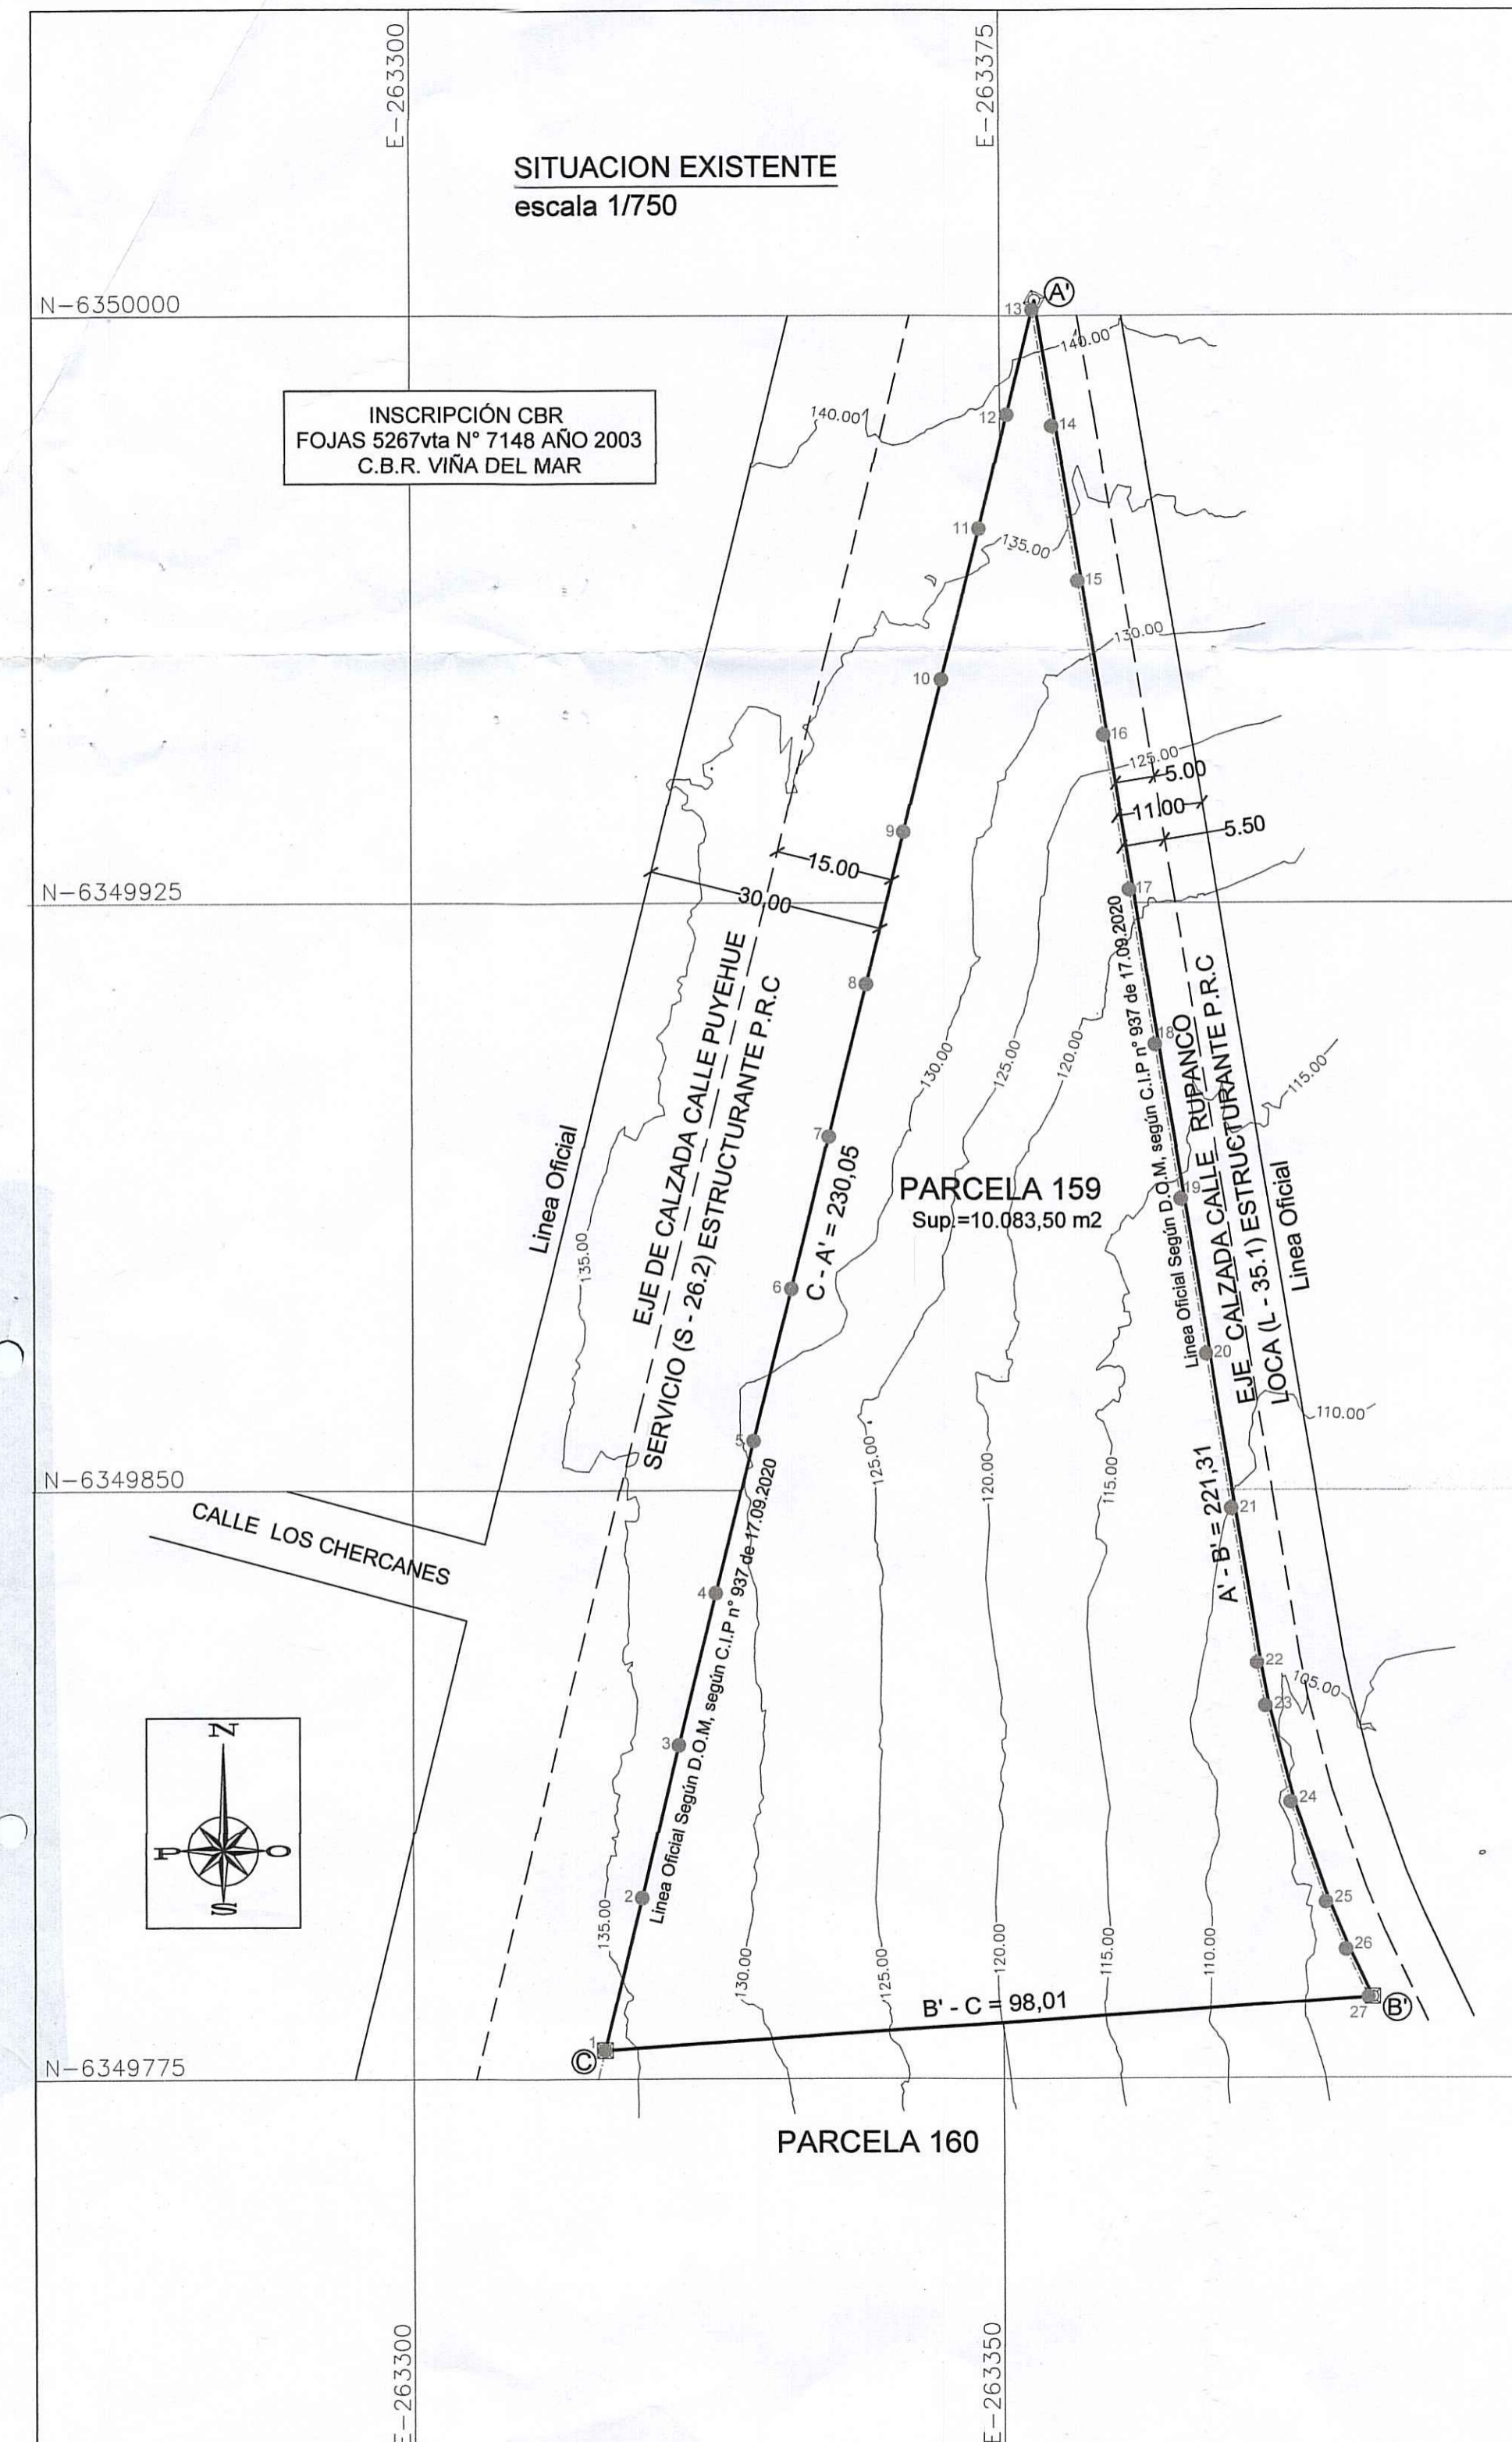 E-263300
E-263375
SITUACION EXISTENTE
escala 1/750
N-6350000
13
A'
140.00
INSCRIPCIÓN CBR
FOJAS 5267vta N° 7148 AÑO 2003
C.B.R. VIÑA DEL MAR
140.00
12
14
11
135.00
15
130.00
10
16
125.00
5.00
11.00
5.50
9
15.00
30,00
N-6349925
17
8
EJE DE CALZADA CALLE PUYEHUE
SERVICIO (S - 26.2) ESTRUCTURANTE P.R.C
Linea Oficial
135.00
7
C - A' = 230,05
6
130.00
125.00
120.00
PARCELA 159
Sup.=10.083,50 m2
Linea Oficial Según D.O.M, según C.I.P n° 937 de 17.09.2020
18
EJE CALZADA CALLE RUPANCO
LOCA (L - 35.1) ESTRUCTURANTE P.R.C
115.00
19
Linea Oficial
20
110.00
5
125.00
120.00
115.00
A' - B' = 221,31
N-6349850
21
CALLE LOS CHERCANES
4
Linea Oficial Según D.O.M, según C.I.P n° 937 de 17.09.2020
22
105.00
23
3
N
P
O
S
24
2
25
135.00
130.00
125.00
120.00
115.00
110.00
26
B' - C = 98,01
27
B'
1
C
N-6349775
PARCELA 160
E-263300
E-263350